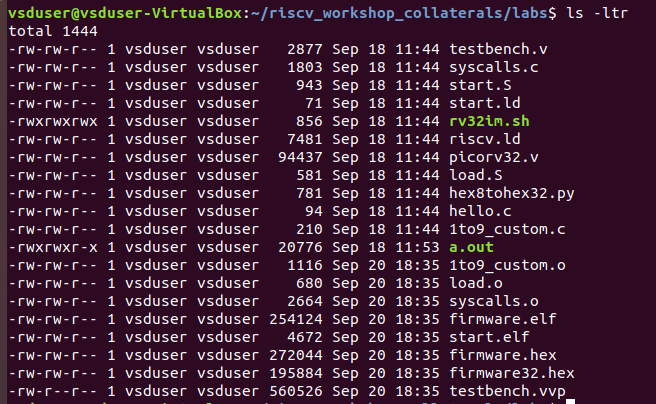 vsduser@vsduser-VirtualBox:~/riscv_workshop_collaterals/labs$ ls -ltr
total 1444
-rw-rw-r-- 1 vsduser vsduser   2877 Sep 18 11:44 testbench.v
-rw-rw-r-- 1 vsduser vsduser   1803 Sep 18 11:44 syscalls.c
-rw-rw-r-- 1 vsduser vsduser    943 Sep 18 11:44 start.S
-rw-rw-r-- 1 vsduser vsduser     71 Sep 18 11:44 start.ld
-rwxrwxrwx 1 vsduser vsduser    856 Sep 18 11:44 rv32im.sh
-rw-rw-r-- 1 vsduser vsduser   7481 Sep 18 11:44 riscv.ld
-rw-rw-r-- 1 vsduser vsduser  94437 Sep 18 11:44 picorv32.v
-rw-rw-r-- 1 vsduser vsduser    581 Sep 18 11:44 load.S
-rw-rw-r-- 1 vsduser vsduser    781 Sep 18 11:44 hex8tohex32.py
-rw-rw-r-- 1 vsduser vsduser     94 Sep 18 11:44 hello.c
-rw-rw-r-- 1 vsduser vsduser    210 Sep 18 11:44 1to9_custom.c
-rwxrwxr-x 1 vsduser vsduser  20776 Sep 18 11:53 a.out
-rw-rw-r-- 1 vsduser vsduser   1116 Sep 20 18:35 1to9_custom.o
-rw-rw-r-- 1 vsduser vsduser    680 Sep 20 18:35 load.o
-rw-rw-r-- 1 vsduser vsduser   2664 Sep 20 18:35 syscalls.o
-rw-rw-r-- 1 vsduser vsduser 254124 Sep 20 18:35 firmware.elf
-rw-rw-r-- 1 vsduser vsduser   4672 Sep 20 18:35 start.elf
-rw-rw-r-- 1 vsduser vsduser 272044 Sep 20 18:35 firmware.hex
-rw-rw-r-- 1 vsduser vsduser 195884 Sep 20 18:35 firmware32.hex
-rw-r--r-- 1 vsduser vsduser 560526 Sep 20 18:35 testbench.vvp